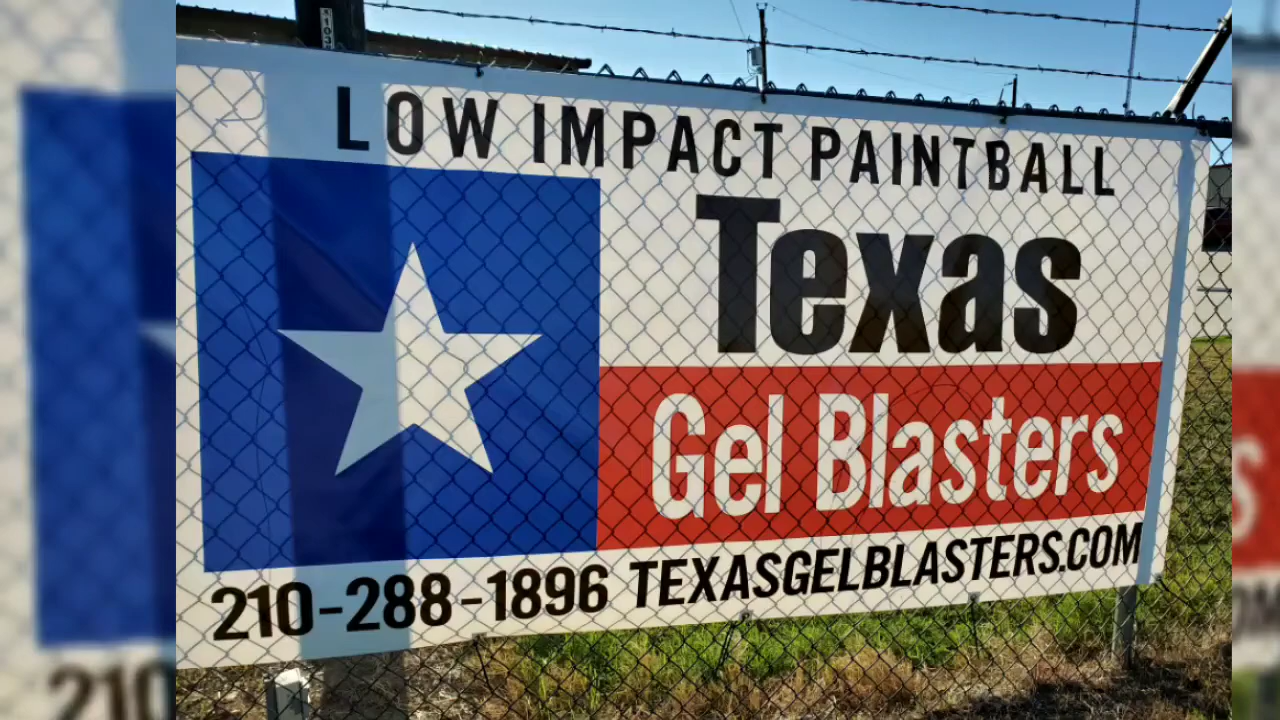 LOW IMPACT PAINTBALL
Texas
Gel Blasters
210-288-1896 TEXASGELBLASTERS.COM